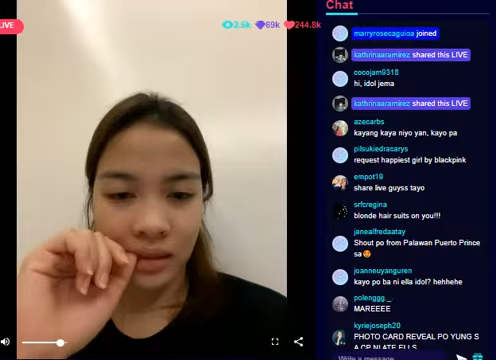 LIVE
2.5k
69k
244.8k
Chat
marryrosecaguioa joined
kathrinaaramirez shared this LIVE
cocojam9318
hi, idol jema
kathrinaaramirez shared this LIVE
azecarbs
kayang kaya niyo yan, kayo pa
pilsukiedracarys
request happiest girl by blackpink
empot19
share live guyss tayo
srfcregina
blonde hair suits on you!!!
janealfredaatay
Shout po from Palawan Puerto Prince
sa😍
joanneuyanguren
kayo po ba ni ella idol? hehhehe
polenggg._.
MAREEEE
kyriejoseph20
PHOTO CARD REVEAL PO YUNG S
Write a message